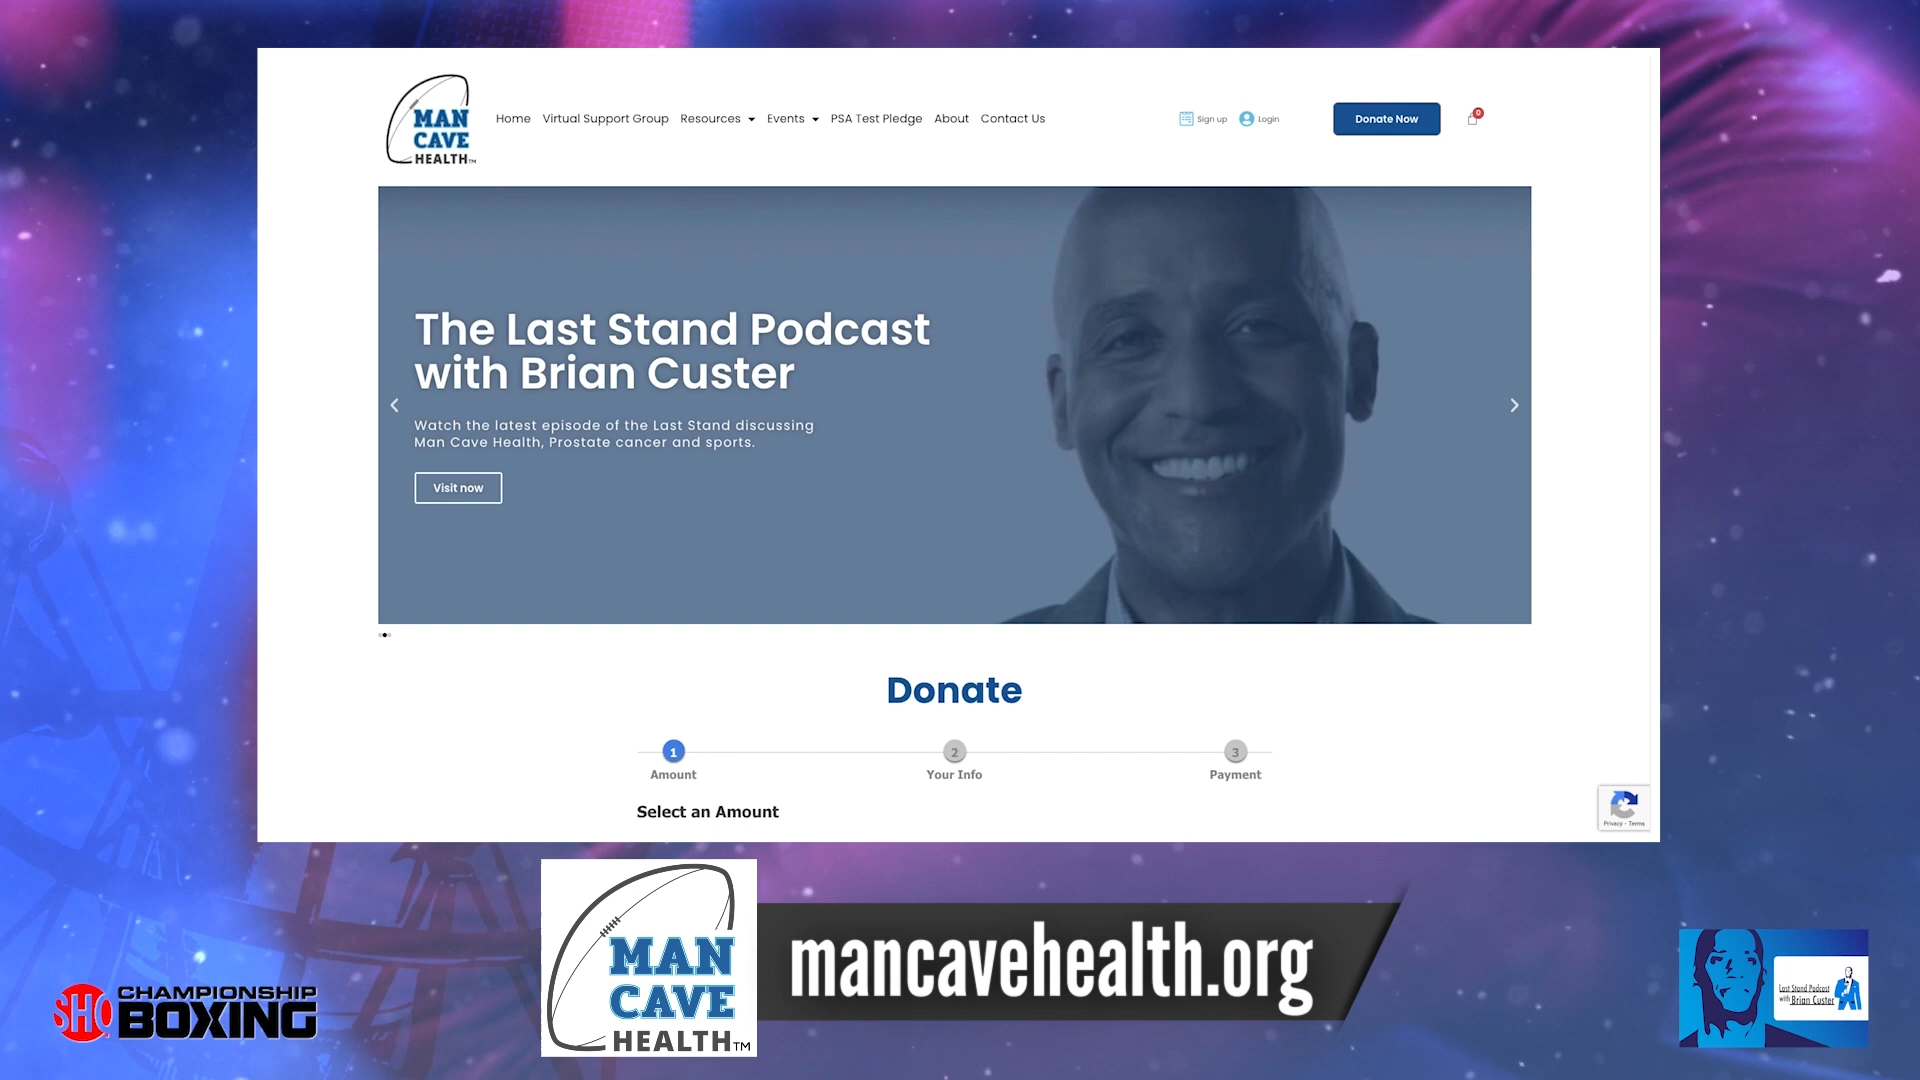 MAN
CAVE
HEALTH™
Home Virtual Support Group Resources Events PSA Test Pledge About Contact Us
Sign up Login
Donate Now
0
The Last Stand Podcast
with Brian Custer
Watch the latest episode of the Last Stand discussing
Man Cave Health, Prostate cancer and sports.
Visit now
Donate
1 2 3
Amount Your Info Payment
Select an Amount
Privacy - Terms
MAN
CAVE
HEALTH™
mancavehealth.org
SHO CHAMPIONSHIP
BOXING
Last Stand Podcast
with Brian Custer